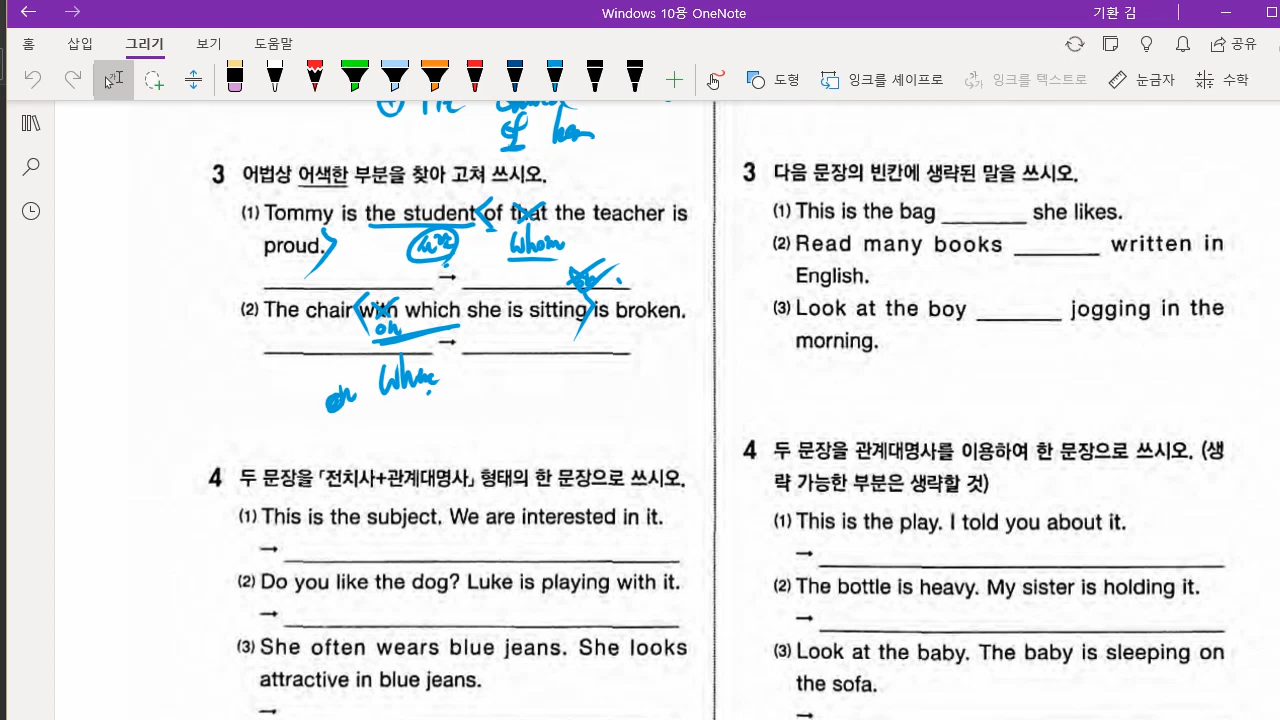 Windows 10용 OneNote
기환 김
홈 삽입 그리기 보기 도움말
공유
도형 잉크를 셰이프로 잉크를 텍스트로 눈금자 수학
3 어법상 어색한 부분을 찾아 고쳐 쓰시오.
(1) Tommy is the student of that the teacher is
proud.
whom
→
(2) The chair with which she is sitting is broken.
on
→
on
4 두 문장을 「전치사+관계대명사」 형태의 한 문장으로 쓰시오.
(1) This is the subject. We are interested in it.
→
(2) Do you like the dog? Luke is playing with it.
→
(3) She often wears blue jeans. She looks
attractive in blue jeans.
→
3 다음 문장의 빈칸에 생략된 말을 쓰시오.
(1) This is the bag ______ she likes.
(2) Read many books ______ written in
English.
(3) Look at the boy ______ jogging in the
morning.
4 두 문장을 관계대명사를 이용하여 한 문장으로 쓰시오. (생
략 가능한 부분은 생략할 것)
(1) This is the play. I told you about it.
→
(2) The bottle is heavy. My sister is holding it.
→
(3) Look at the baby. The baby is sleeping on
the sofa.
→